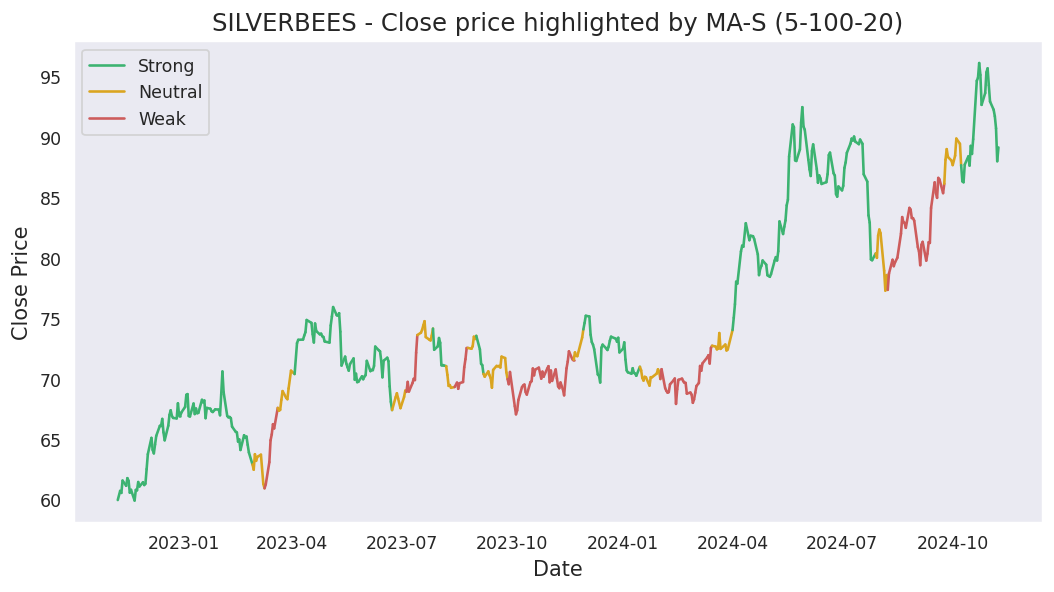 SILVERBEES - Close price highlighted by MA-S (5-100-20)
Strong
Neutral
Weak
Close Price
95
90
85
80
75
70
65
60
2023-01 2023-04 2023-07 2023-10 2024-01 2024-04 2024-07 2024-10
Date